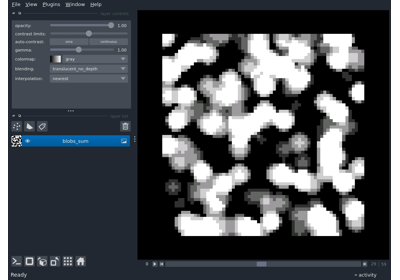 File View Plugins Window Help
opacity: 1.00
contrast limits:
auto-contrast: once continuous
gamma: 1.00
colormap: gray
blending: translucent_no_depth
interpolation: nearest
blobs_sum
Ready
activity